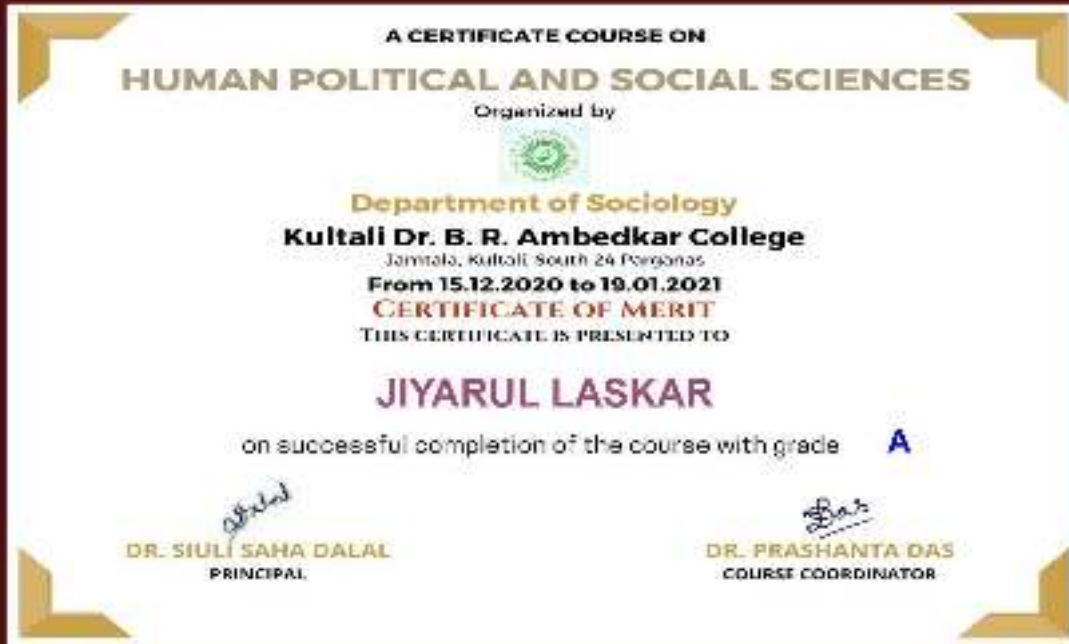 A CERTIFICATE COURSE ON
HUMAN POLITICAL AND SOCIAL SCIENCES
Organized by
Department of Sociology
Kultali Dr. B. R. Ambedkar College
Jamtala, Kultali, South 24 Parganas
From 15.12.2020 to 19.01.2021
CERTIFICATE OF MERIT
THIS CERTIFICATE IS PRESENTED TO
JIYARUL LASKAR
on successful completion of the course with grade A
DR. SIULI SAHA DALAL
PRINCIPAL
DR. PRASHANTA DAS
COURSE COORDINATOR